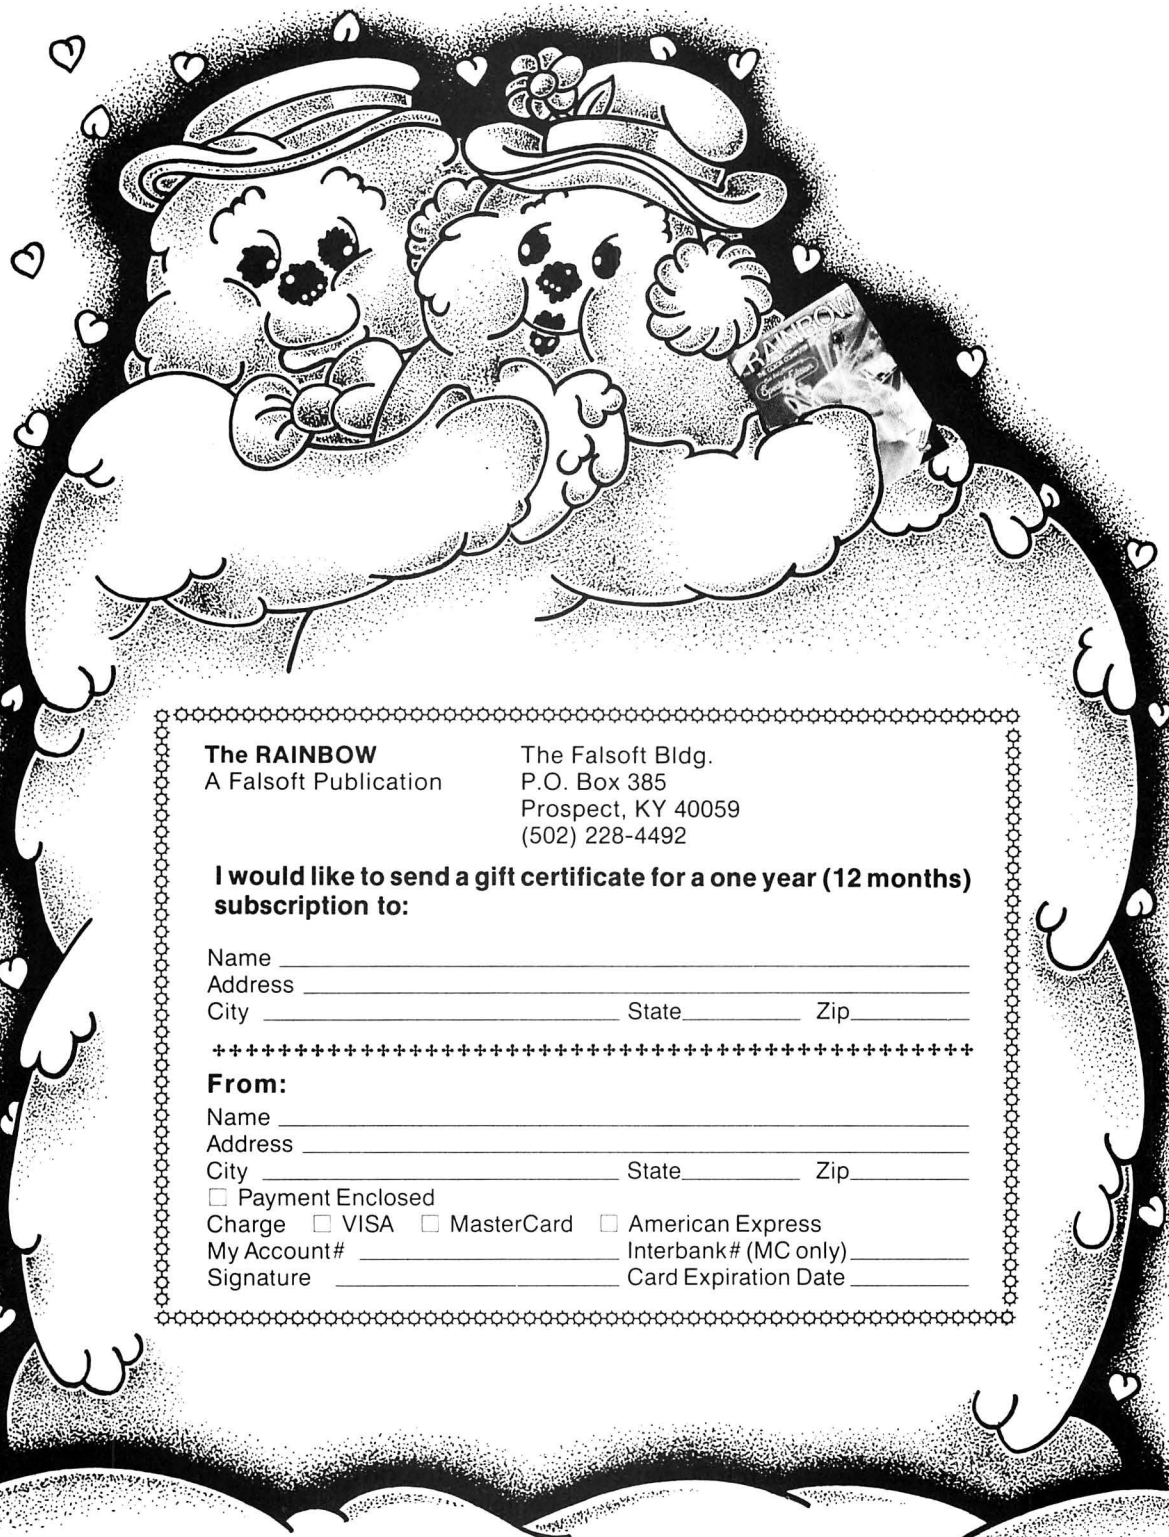 RAINBOW
The RAINBOW
A Falsoft Publication
The Falsoft Bldg.
P.O. Box 385
Prospect, KY 40059
(502) 228-4492
I would like to send a gift certificate for a one year (12 months)
subscription to:
Name
Address
City State Zip
From:
Name
Address
City State Zip
☐ Payment Enclosed
Charge ☐ VISA ☐ MasterCard ☐ American Express
My Account# Interbank# (MC only)
Signature Card Expiration Date